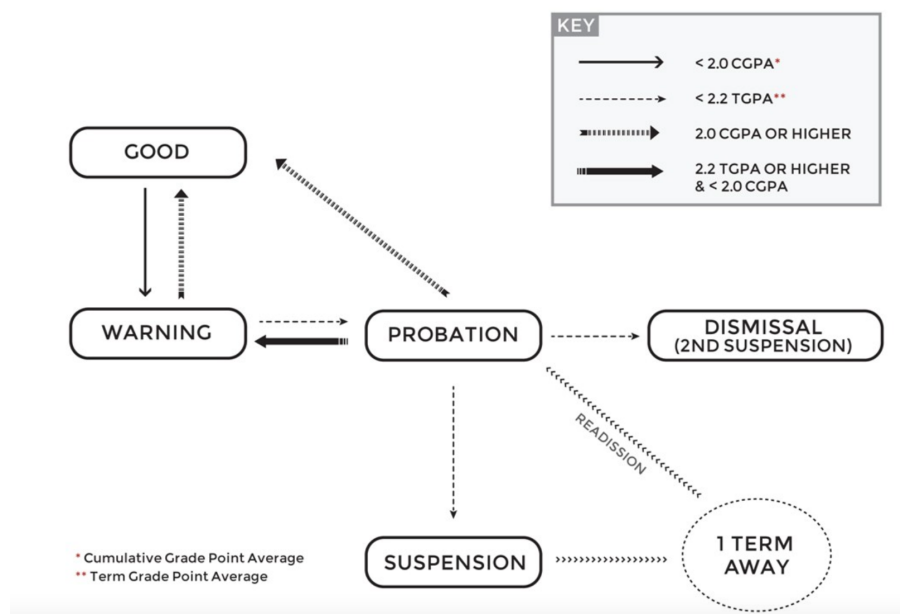 KEY
< 2.0 CGPA*
< 2.2 TGPA**
2.0 CGPA OR HIGHER
2.2 TGPA OR HIGHER
& < 2.0 CGPA
GOOD
WARNING
PROBATION
DISMISSAL
(2ND SUSPENSION)
READISSION
SUSPENSION
1 TERM
AWAY
* Cumulative Grade Point Average
** Term Grade Point Average